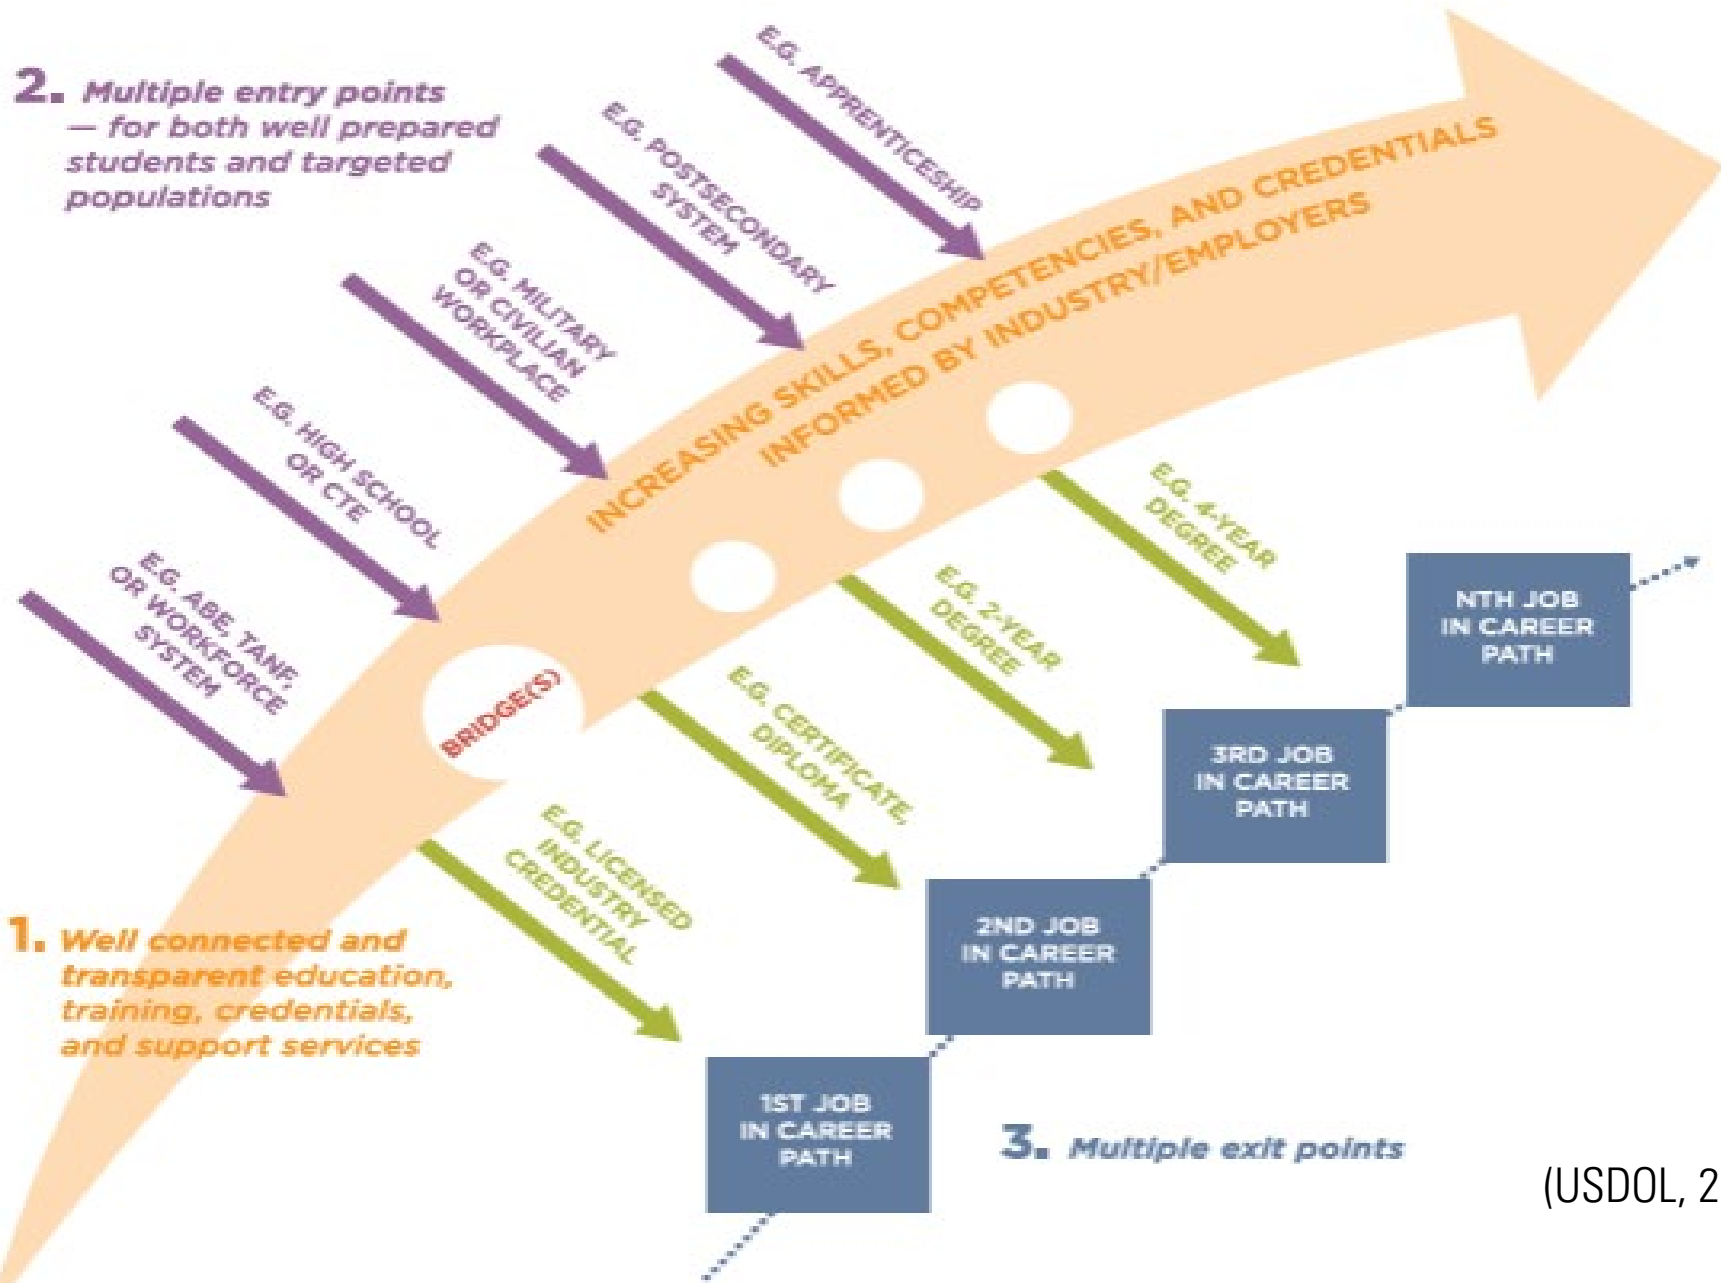 2. Multiple entry points
— for both well prepared
students and targeted
populations
E.G. APPRENTICESHIP
E.G. POSTSECONDARY
SYSTEM
E.G. MILITARY
OR CIVILIAN
WORKPLACE
E.G. HIGH SCHOOL
OR CTE
E.G. ABE, TANF,
OR WORKFORCE
SYSTEM
INCREASING SKILLS, COMPETENCIES, AND CREDENTIALS
INFORMED BY INDUSTRY/EMPLOYERS
BRIDGE(S)
E.G. 4-YEAR
DEGREE
E.G. 2-YEAR
DEGREE
E.G. CERTIFICATE,
DIPLOMA
E.G. LICENSED
INDUSTRY
CREDENTIAL
1. Well connected and
transparent education,
training, credentials,
and support services
NTH JOB
IN CAREER
PATH
3RD JOB
IN CAREER
PATH
2ND JOB
IN CAREER
PATH
1ST JOB
IN CAREER
PATH
3. Multiple exit points
(USDOL, 2